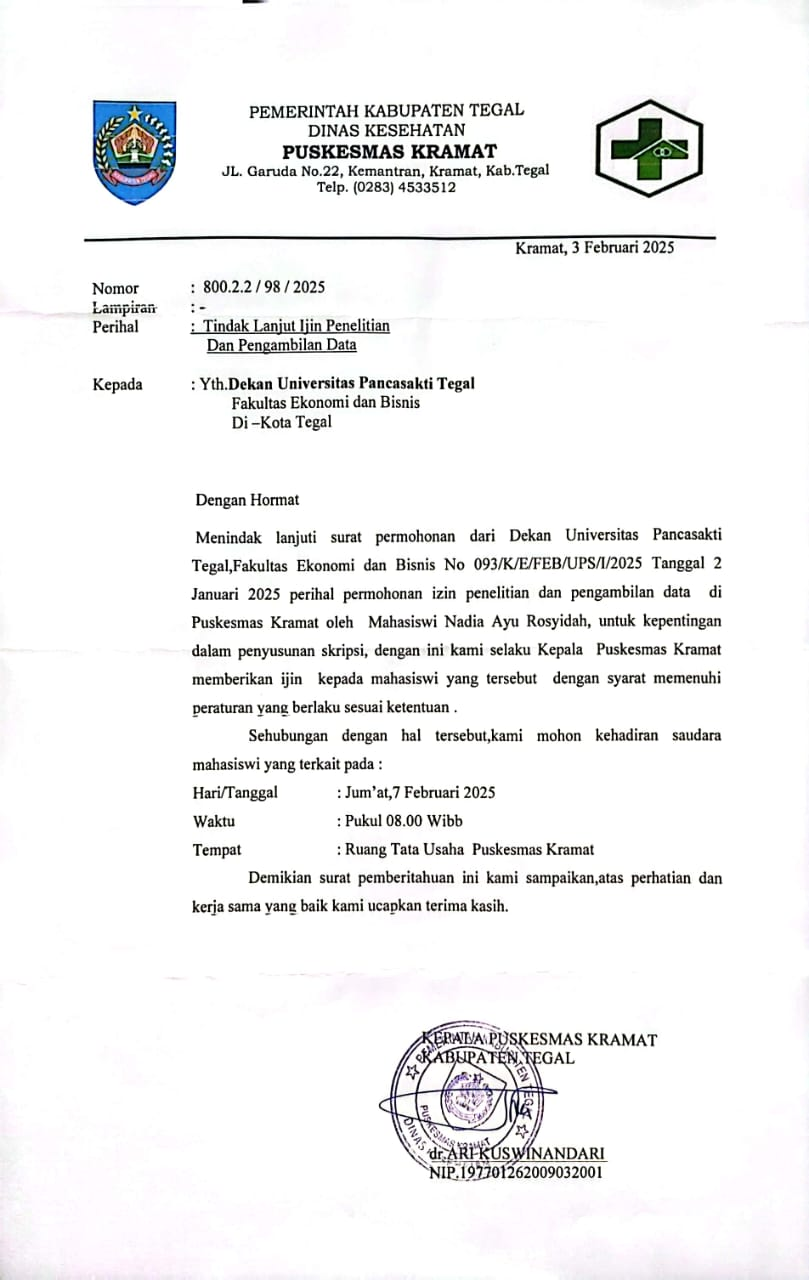 PEMERINTAH KABUPATEN TEGAL
DINAS KESEHATAN
PUSKESMAS KRAMAT
JL. Garuda No.22, Kemantran, Kramat, Kab.Tegal
Telp. (0283) 4533512
Kramat, 3 Februari 2025
Nomor : 800.2.2 / 98 / 2025
Lampiran : -
Perihal : Tindak Lanjut Ijin Penelitian
Dan Pengambilan Data
Kepada : Yth.Dekan Universitas Pancasakti Tegal
Fakultas Ekonomi dan Bisnis
Di –Kota Tegal
Dengan Hormat
Menindak lanjuti surat permohonan dari Dekan Universitas Pancasakti
Tegal,Fakultas Ekonomi dan Bisnis No 093/K/E/FEB/UPS/I/2025 Tanggal 2
Januari 2025 perihal permohonan izin penelitian dan pengambilan data di
Puskesmas Kramat oleh Mahasiswi Nadia Ayu Rosyidah, untuk kepentingan
dalam penyusunan skripsi, dengan ini kami selaku Kepala Puskesmas Kramat
memberikan ijin kepada mahasiswi yang tersebut dengan syarat memenuhi
peraturan yang berlaku sesuai ketentuan .
Sehubungan dengan hal tersebut,kami mohon kehadiran saudara
mahasiswi yang terkait pada :
Hari/Tanggal : Jum’at,7 Februari 2025
Waktu : Pukul 08.00 Wibb
Tempat : Ruang Tata Usaha Puskesmas Kramat
Demikian surat pemberitahuan ini kami sampaikan,atas perhatian dan
kerja sama yang baik kami ucapkan terima kasih.
KEPALA PUSKESMAS KRAMAT
KABUPATEN TEGAL
PEMERINTAH KABUPATEN TEGAL
PUSKESMAS KRAMAT
DINAS
dr.ARI KUSWINANDARI
NIP.197701262009032001